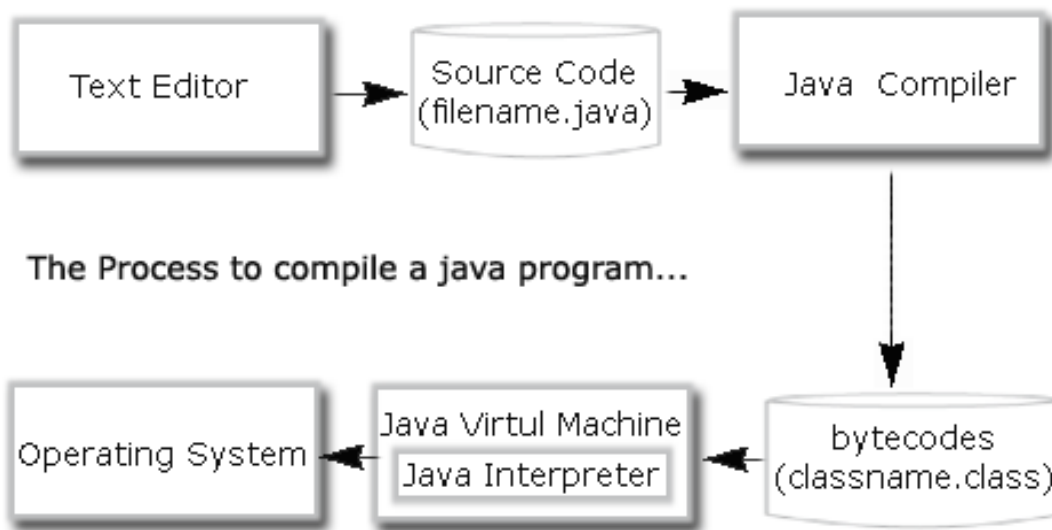 Text Editor
Source Code
(filename.java)
Java Compiler
The Process to compile a java program...
Operating System
Java Virtul Machine
Java Interpreter
bytecodes
(classname.class)